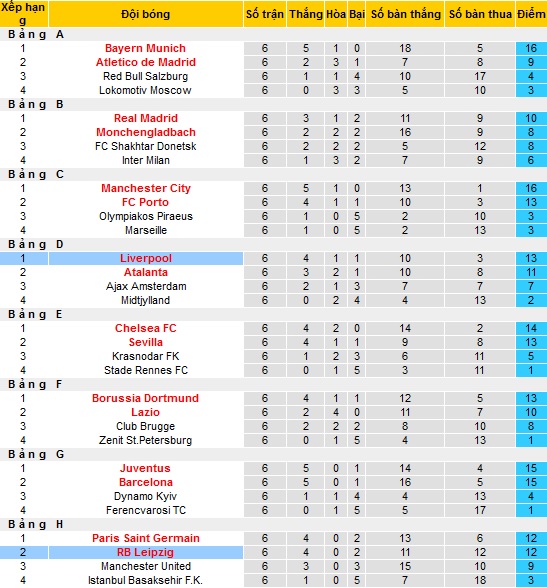 Xếp hạng Đội bóng Số trận Thắng Hòa Bại Số bàn thắng Số bàn thua Điểm
Bảng A
1 Bayern Munich 6 5 1 0 18 5 16
2 Atletico de Madrid 6 2 3 1 7 8 9
3 Red Bull Salzburg 6 1 1 4 10 17 4
4 Lokomotiv Moscow 6 0 3 3 5 10 3
Bảng B
1 Real Madrid 6 3 1 2 11 9 10
2 Monchengladbach 6 2 2 2 16 9 8
3 FC Shakhtar Donetsk 6 2 2 2 5 12 8
4 Inter Milan 6 1 3 2 7 9 6
Bảng C
1 Manchester City 6 5 1 0 13 1 16
2 FC Porto 6 4 1 1 10 3 13
3 Olympiakos Piraeus 6 1 0 5 2 10 3
4 Marseille 6 1 0 5 2 13 3
Bảng D
1 Liverpool 6 4 1 1 10 3 13
2 Atalanta 6 3 2 1 10 8 11
3 Ajax Amsterdam 6 2 1 3 7 7 7
4 Midtjylland 6 0 2 4 4 13 2
Bảng E
1 Chelsea FC 6 4 2 0 14 2 14
2 Sevilla 6 4 1 1 9 8 13
3 Krasnodar FK 6 1 2 3 6 11 5
4 Stade Rennes FC 6 0 1 5 3 11 1
Bảng F
1 Borussia Dortmund 6 4 1 1 12 5 13
2 Lazio 6 2 4 0 11 7 10
3 Club Brugge 6 2 2 2 8 10 8
4 Zenit St.Petersburg 6 0 1 5 4 13 1
Bảng G
1 Juventus 6 5 0 1 14 4 15
2 Barcelona 6 5 0 1 16 5 15
3 Dynamo Kyiv 6 1 1 4 4 13 4
4 Ferencvarosi TC 6 0 1 5 5 17 1
Bảng H
1 Paris Saint Germain 6 4 0 2 13 6 12
2 RB Leipzig 6 4 0 2 11 12 12
3 Manchester United 6 3 0 3 15 10 9
4 Istanbul Basaksehir F.K. 6 1 0 5 7 18 3